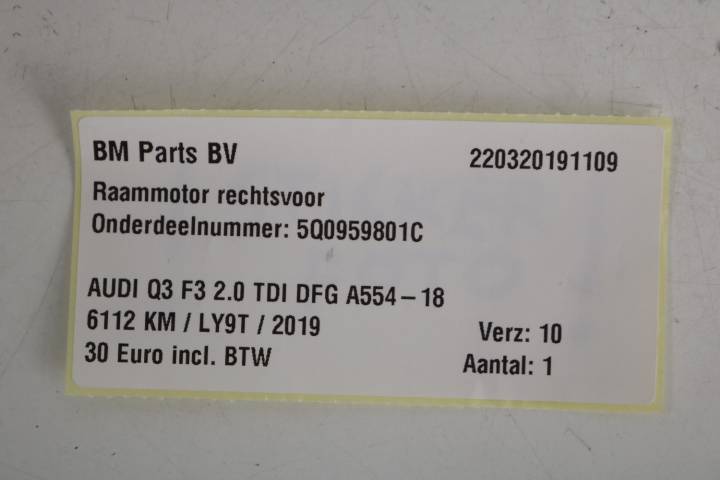 BM Parts BV 220320191109
Raammotor rechtsvoor
Onderdeelnummer: 5Q0959801C
AUDI Q3 F3 2.0 TDI DFG A554-18
6112 KM / LY9T / 2019 Verz: 10
30 Euro incl. BTW Aantal: 1